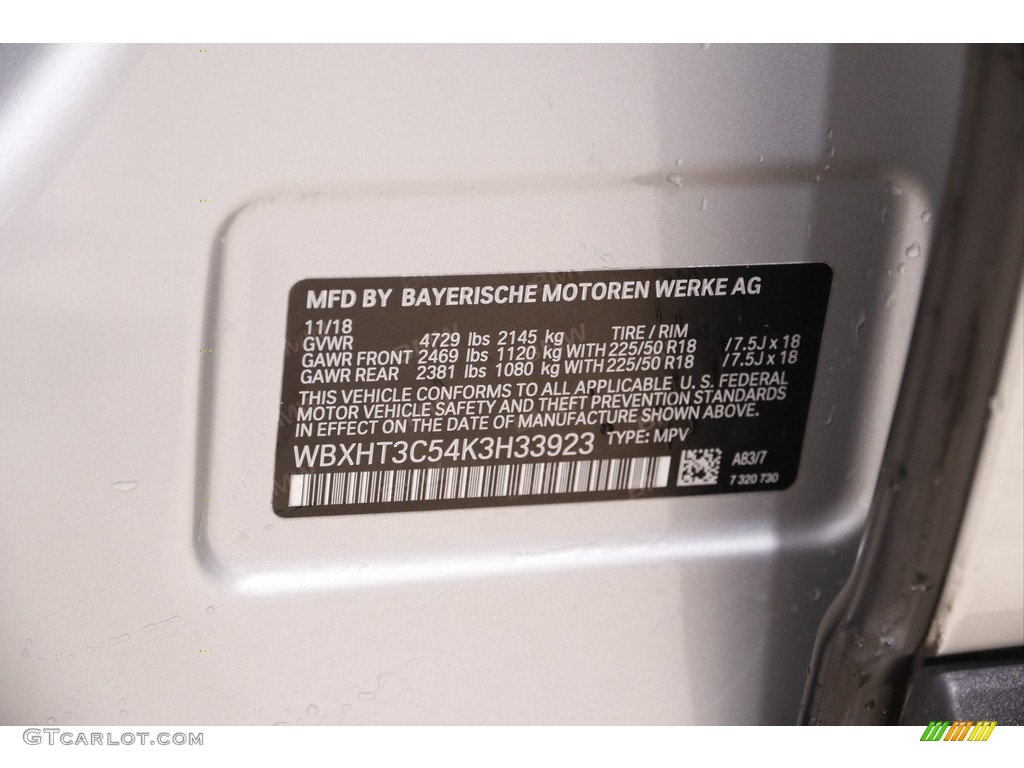 MFD BY BAYERISCHE MOTOREN WERKE AG
11/18
GVWR 4729 lbs 2145 kg TIRE / RIM
GAWR FRONT 2469 lbs 1120 kg WITH 225/50 R18 /7.5J x 18
GAWR REAR 2381 lbs 1080 kg WITH 225/50 R18 /7.5J x 18
THIS VEHICLE CONFORMS TO ALL APPLICABLE U. S. FEDERAL
MOTOR VEHICLE SAFETY AND THEFT PREVENTION STANDARDS
IN EFFECT ON THE DATE OF MANUFACTURE SHOWN ABOVE.
WBXHT3C54K3H33923 TYPE: MPV
A83/7
7 320 730
GTcarlot.com